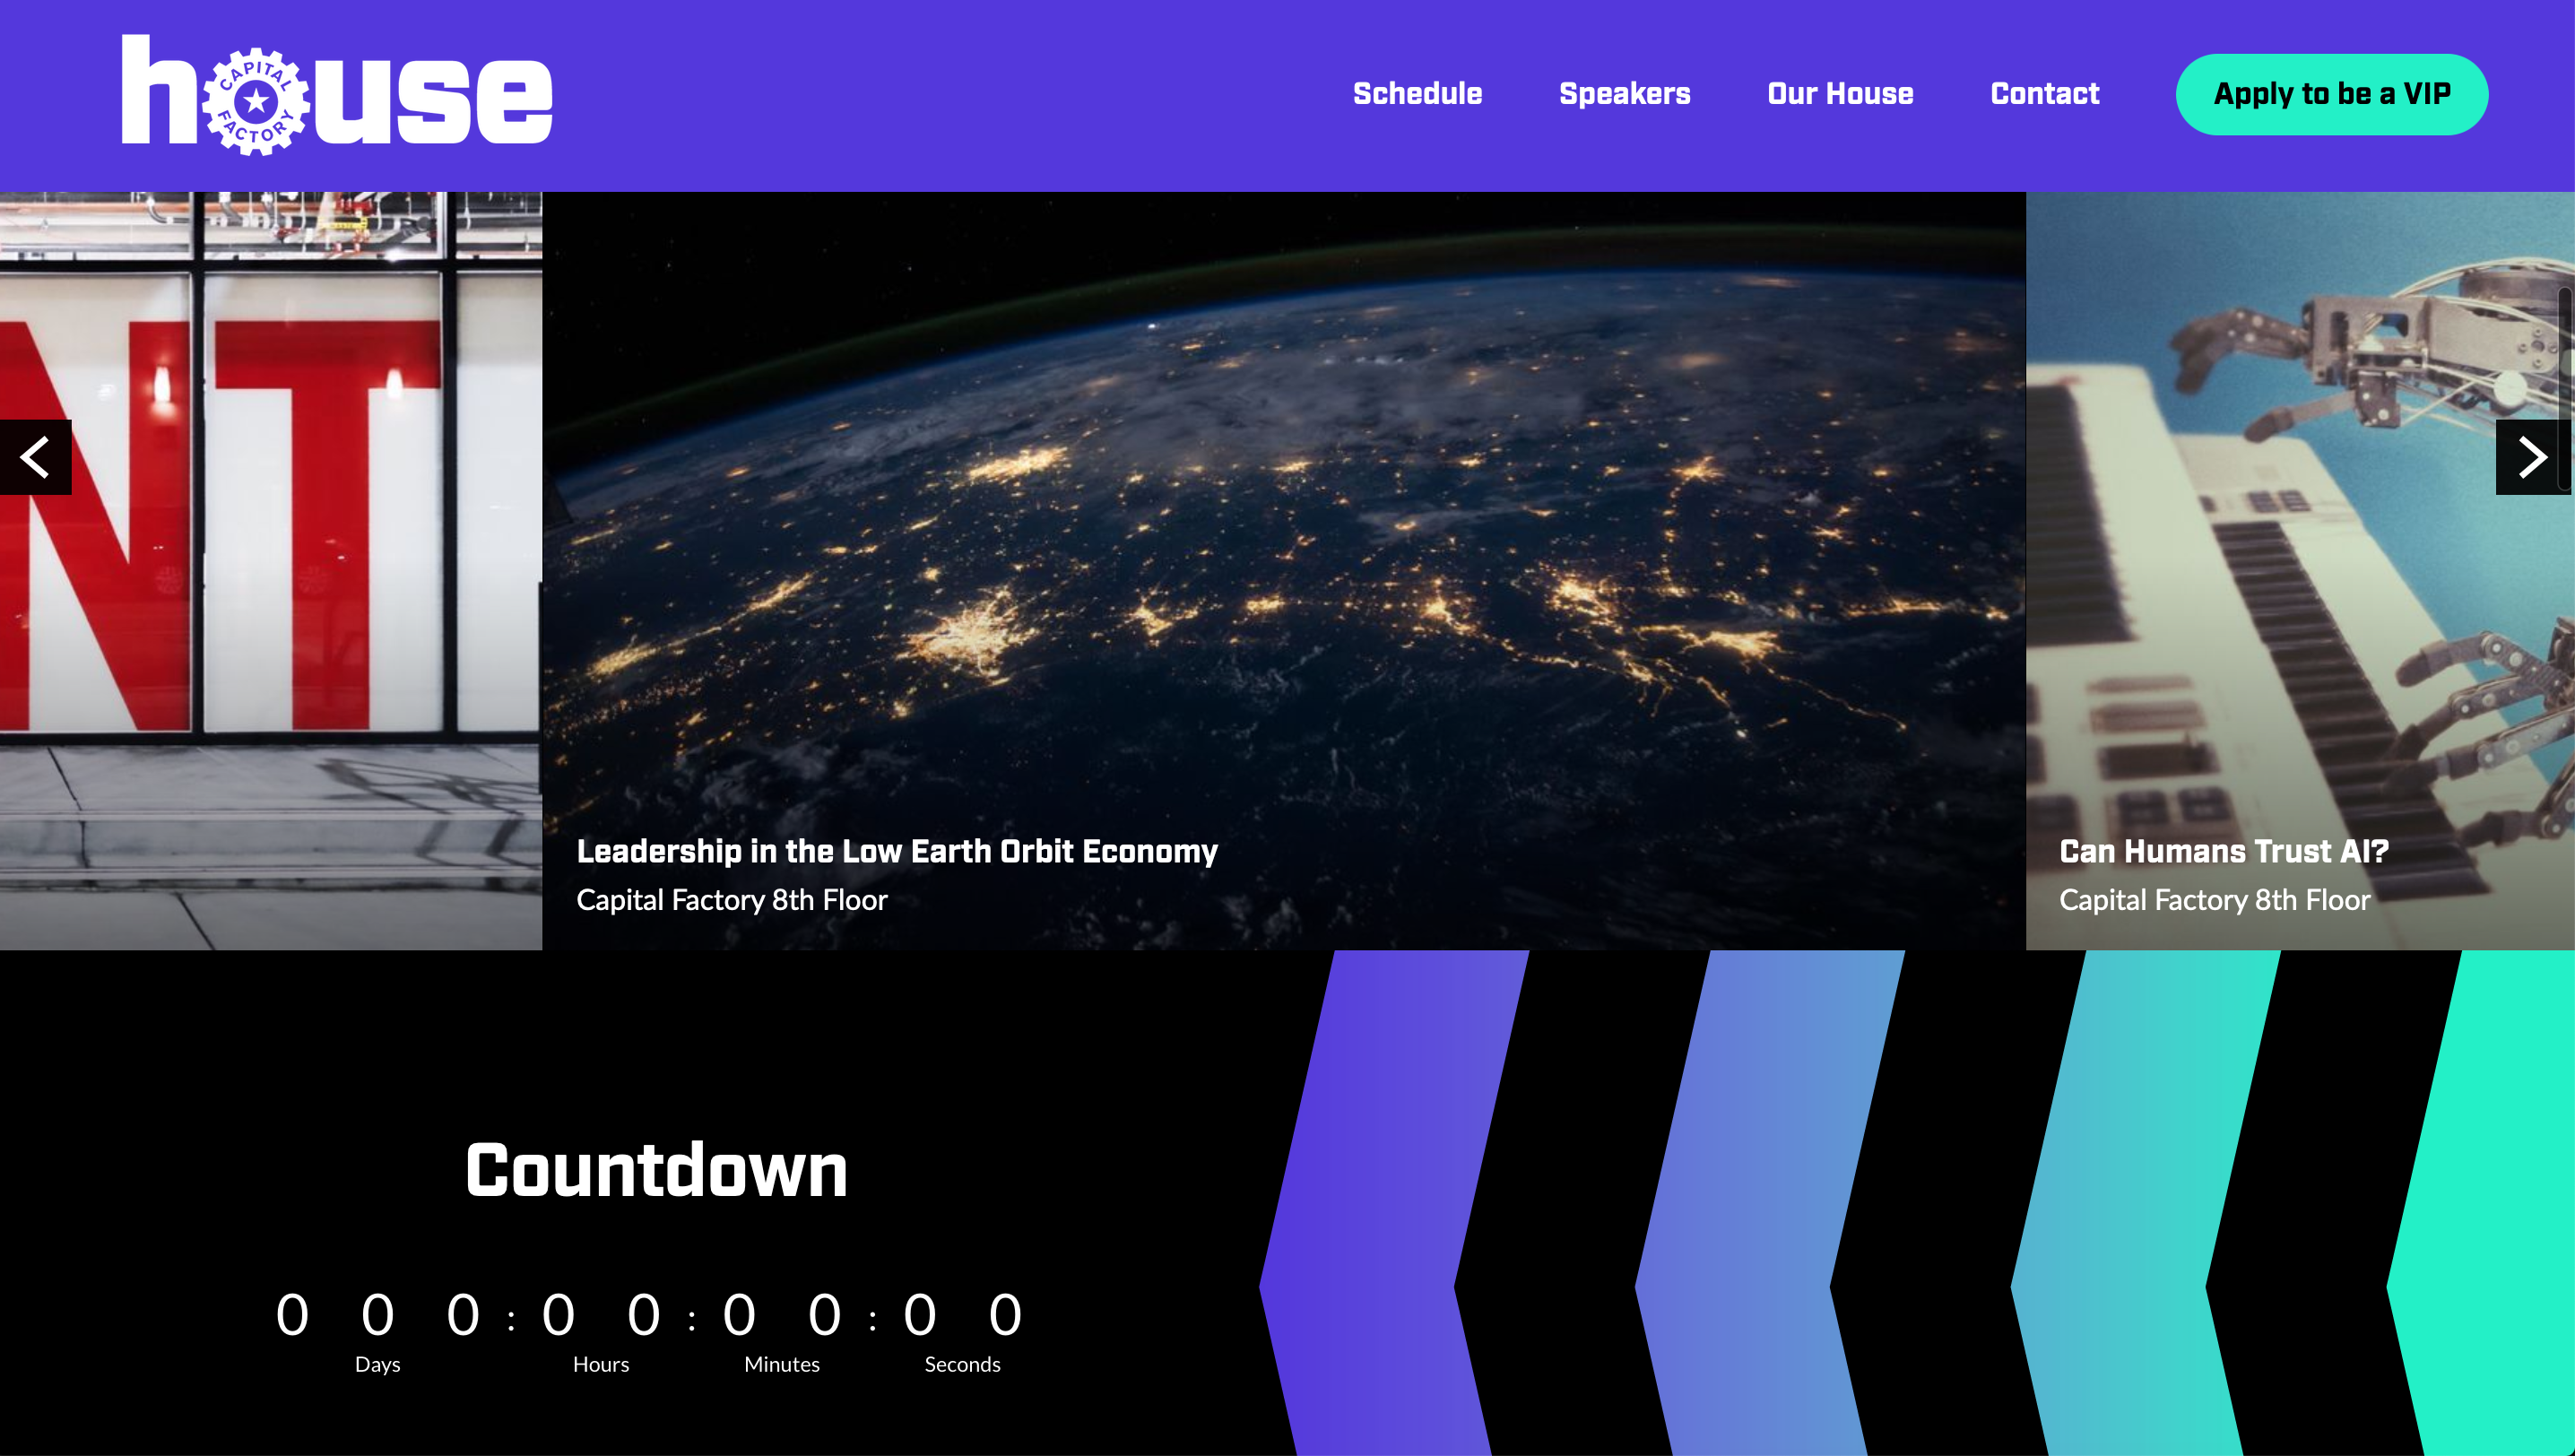 house
CAPITAL FACTORY
Schedule
Speakers
Our House
Contact
Apply to be a VIP
NT
Leadership in the Low Earth Orbit Economy
Capital Factory 8th Floor
Can Humans Trust AI?
Capital Factory 8th Floor
Countdown
0 0 0 : 0 0 : 0 0 : 0 0
Days Hours Minutes Seconds